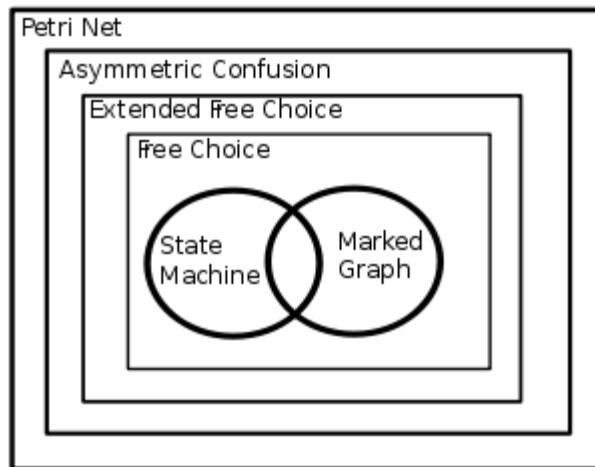 Petri Net
Asymmetric Confusion
Extended Free Choice
Free Choice
State
Machine
Marked
Graph